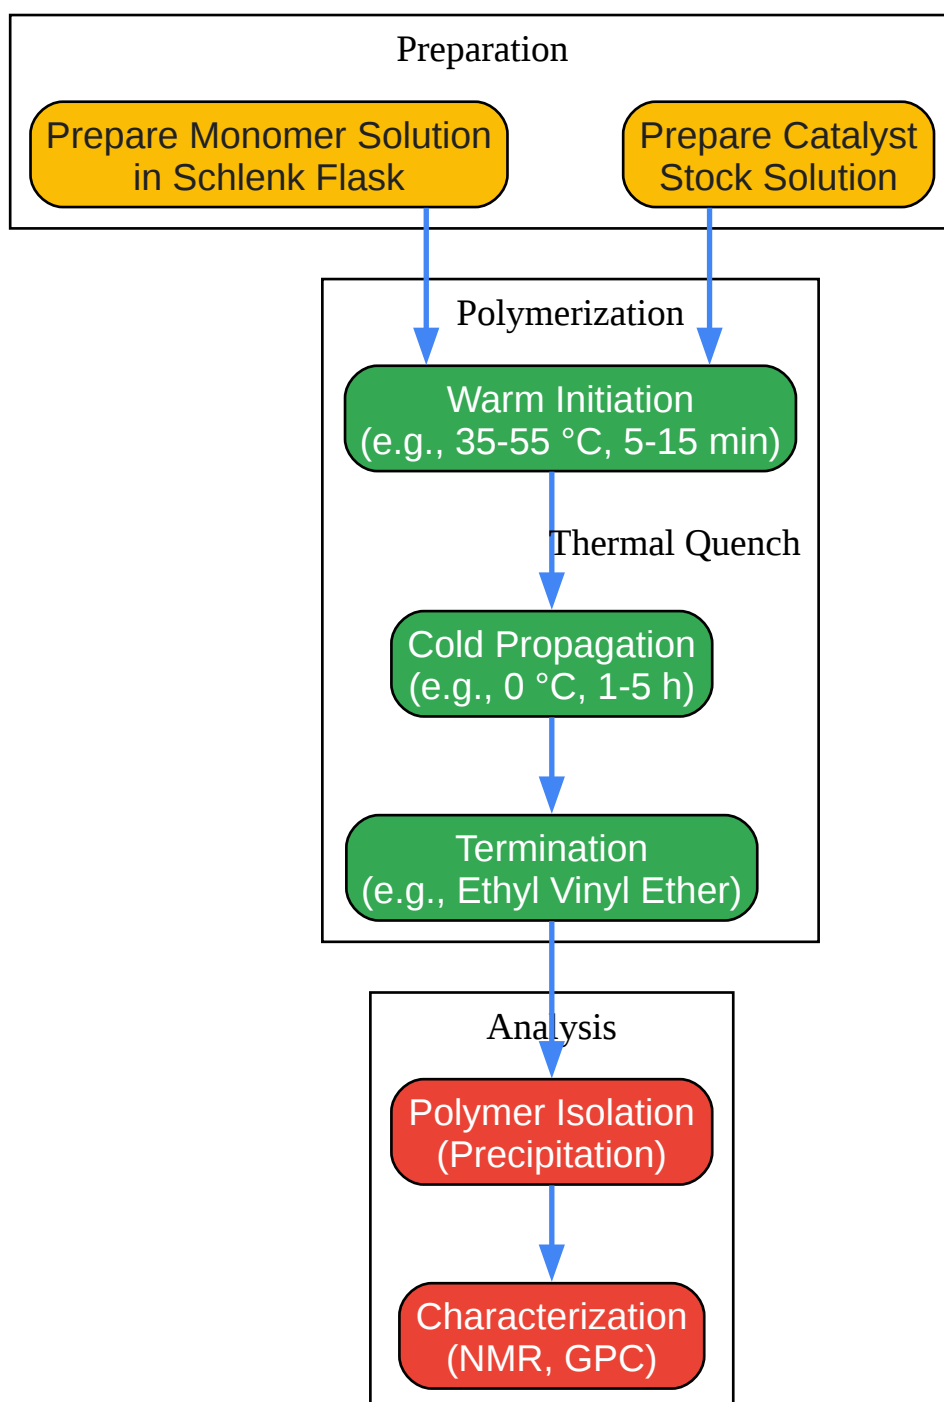 Preparation
Prepare Monomer Solution
in Schlenk Flask
Prepare Catalyst
Stock Solution
Polymerization
Warm Initiation
(e.g., 35-55 °C, 5-15 min)
Thermal Quench
Cold Propagation
(e.g., 0 °C, 1-5 h)
Termination
(e.g., Ethyl Vinyl Ether)
Analysis
Polymer Isolation
(Precipitation)
Characterization
(NMR, GPC)